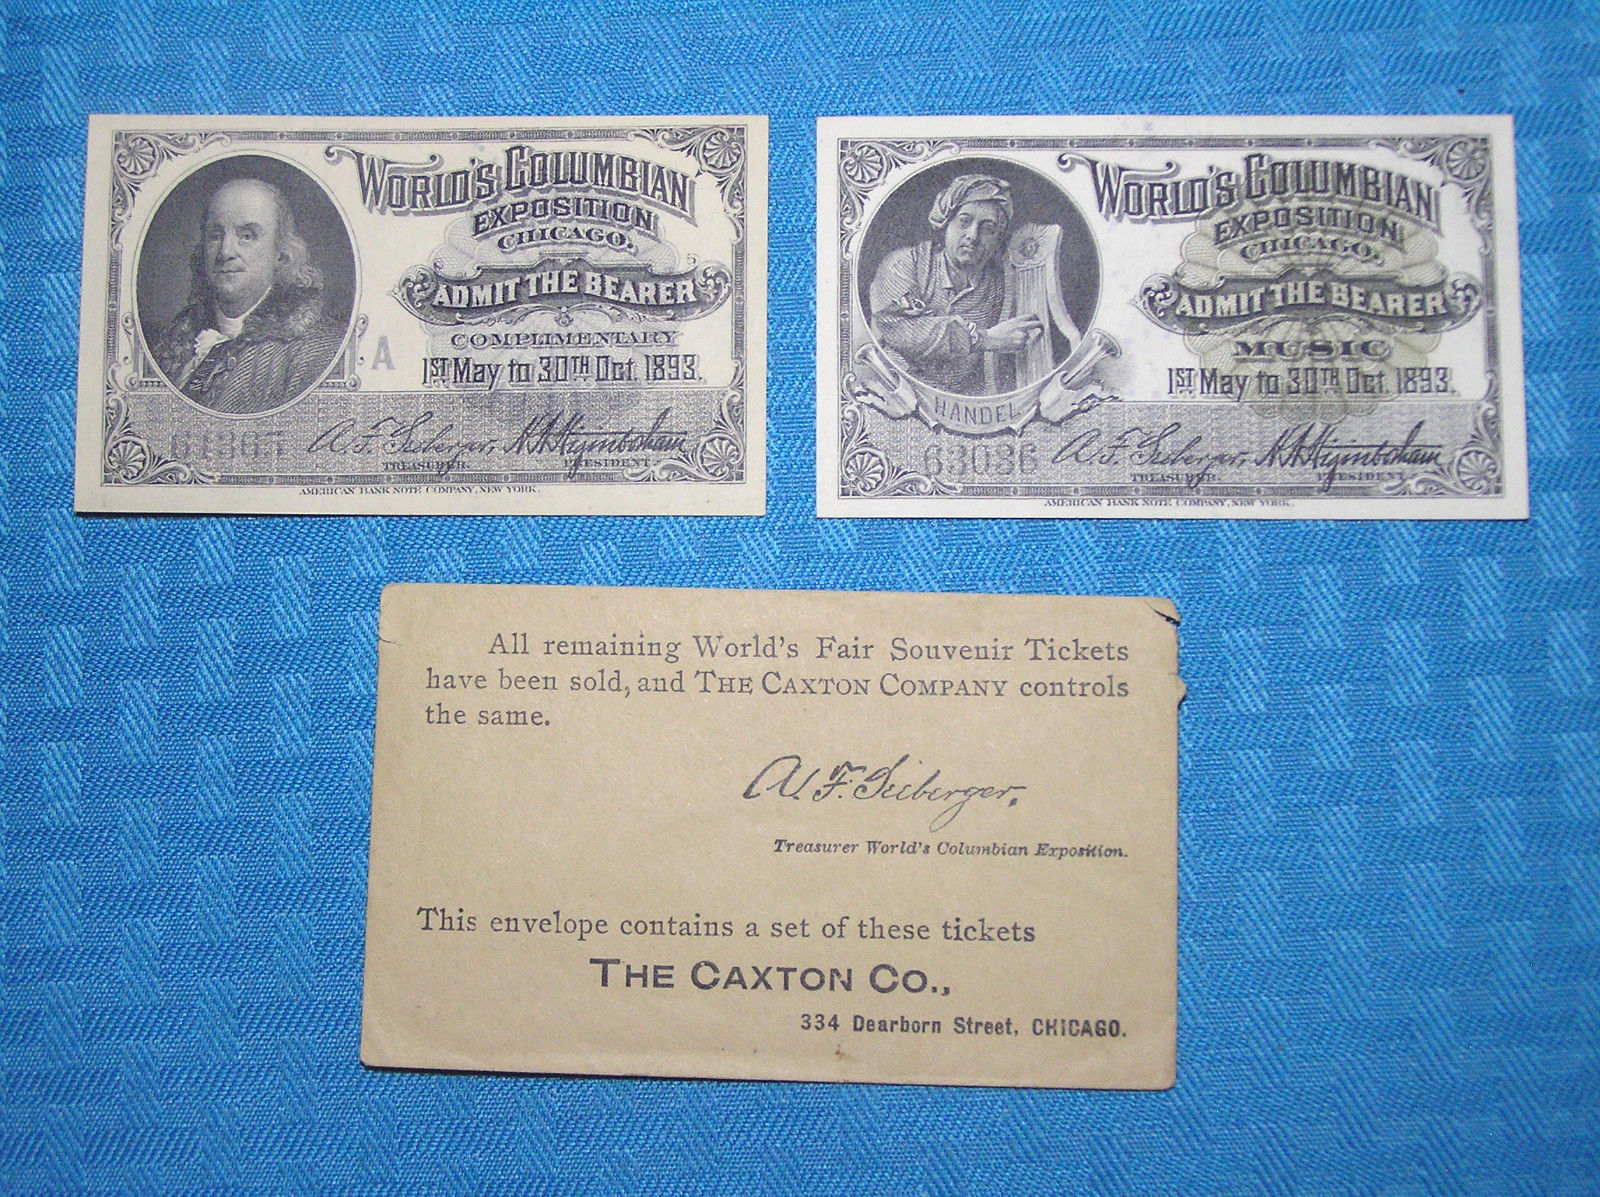 WORLD'S COLUMBIAN
EXPOSITION
CHICAGO.
ADMIT THE BEARER
COMPLIMENTARY
A
1ST May to 30TH Oct. 1893.
A. F. Seeberger, H N Higinbotham
TREASURER. PRESIDENT.
AMERICAN BANK NOTE COMPANY, NEW YORK.
WORLD'S COLUMBIAN
EXPOSITION
CHICAGO.
ADMIT THE BEARER
MUSIC
1ST May to 30TH Oct. 1893.
HANDEL
63036 A. F. Seeberger, H N Higinbotham
TREASURER. PRESIDENT.
AMERICAN BANK NOTE COMPANY, NEW YORK.
All remaining World's Fair Souvenir Tickets
have been sold, and THE CAXTON COMPANY controls
the same.
A. F. Seeberger,
Treasurer World's Columbian Exposition.
This envelope contains a set of these tickets
THE CAXTON CO.,
334 Dearborn Street, CHICAGO.